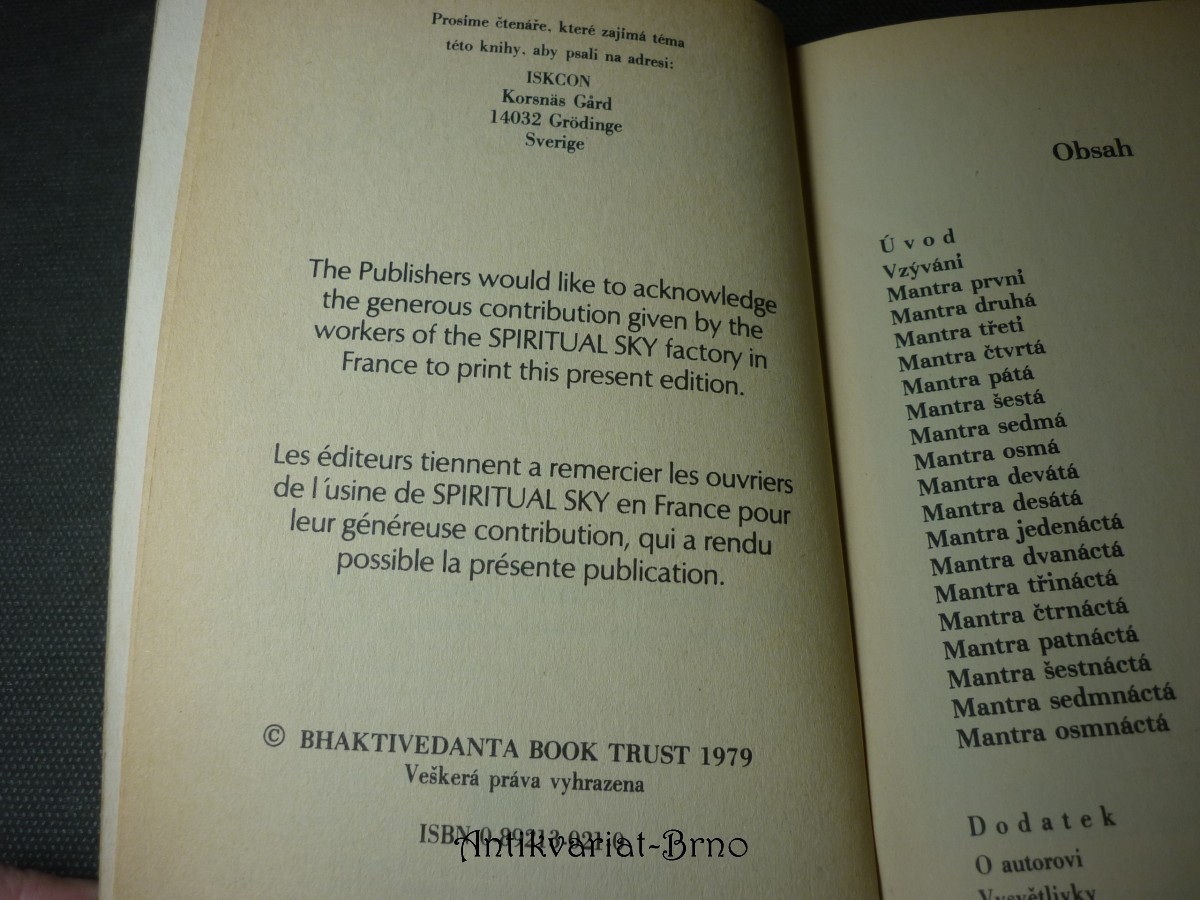 Prosíme čtenáře, které zajímá téma
této knihy, aby psali na adresi:
ISKCON
Korsnäs Gård
14032 Grödinge
Sverige
The Publishers would like to acknowledge
the generous contribution given by the
workers of the SPIRITUAL SKY factory in
France to print this present edition.
Les éditeurs tiennent a remercier les ouvriers
de l´usine de SPIRITUAL SKY en France pour
leur généreuse contribution, qui a rendu
possible la présente publication.
© BHAKTIVEDANTA BOOK TRUST 1979
Veškerá práva vyhrazena
ISBN
Antikvariat-Brno
Obsah
Úvod
Vzýváni
Mantra prvni
Mantra druhá
Mantra třeti
Mantra čtvrtá
Mantra pátá
Mantra šestá
Mantra sedmá
Mantra osmá
Mantra devátá
Mantra desátá
Mantra jedenáctá
Mantra dvanáctá
Mantra třináctá
Mantra čtrnáctá
Mantra patnáctá
Mantra šestnáctá
Mantra sedmnáctá
Mantra osmnáctá
Dodatek
O autorovi
Vysvětlivky